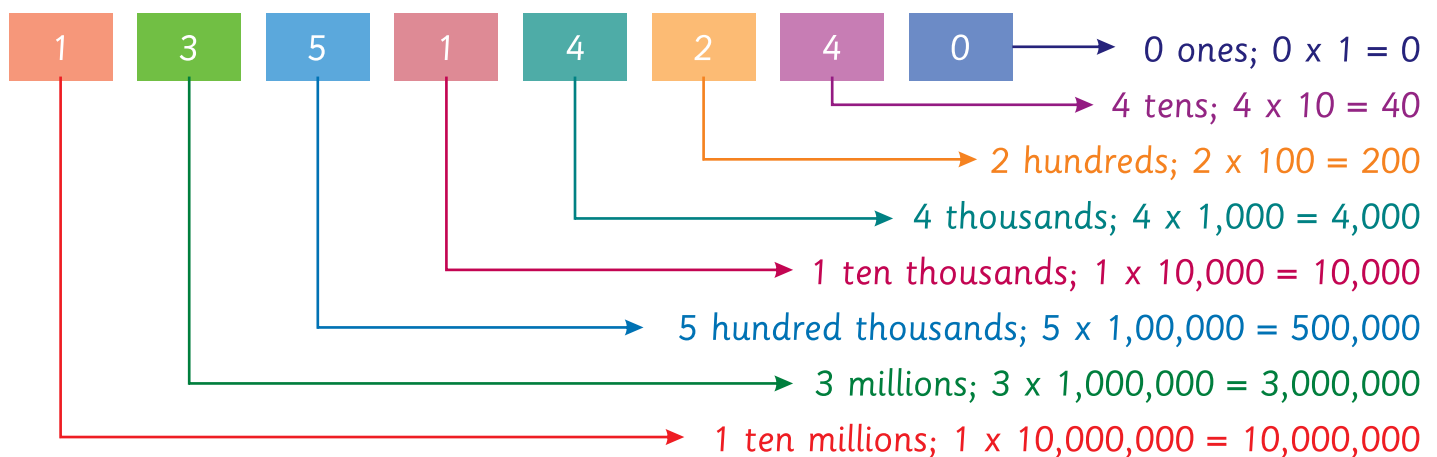 1 3 5 1 4 2 4 0
0 ones; 0 x 1 = 0
4 tens; 4 x 10 = 40
2 hundreds; 2 x 100 = 200
4 thousands; 4 x 1,000 = 4,000
1 ten thousands; 1 x 10,000 = 10,000
5 hundred thousands; 5 x 1,00,000 = 500,000
3 millions; 3 x 1,000,000 = 3,000,000
1 ten millions; 1 x 10,000,000 = 10,000,000